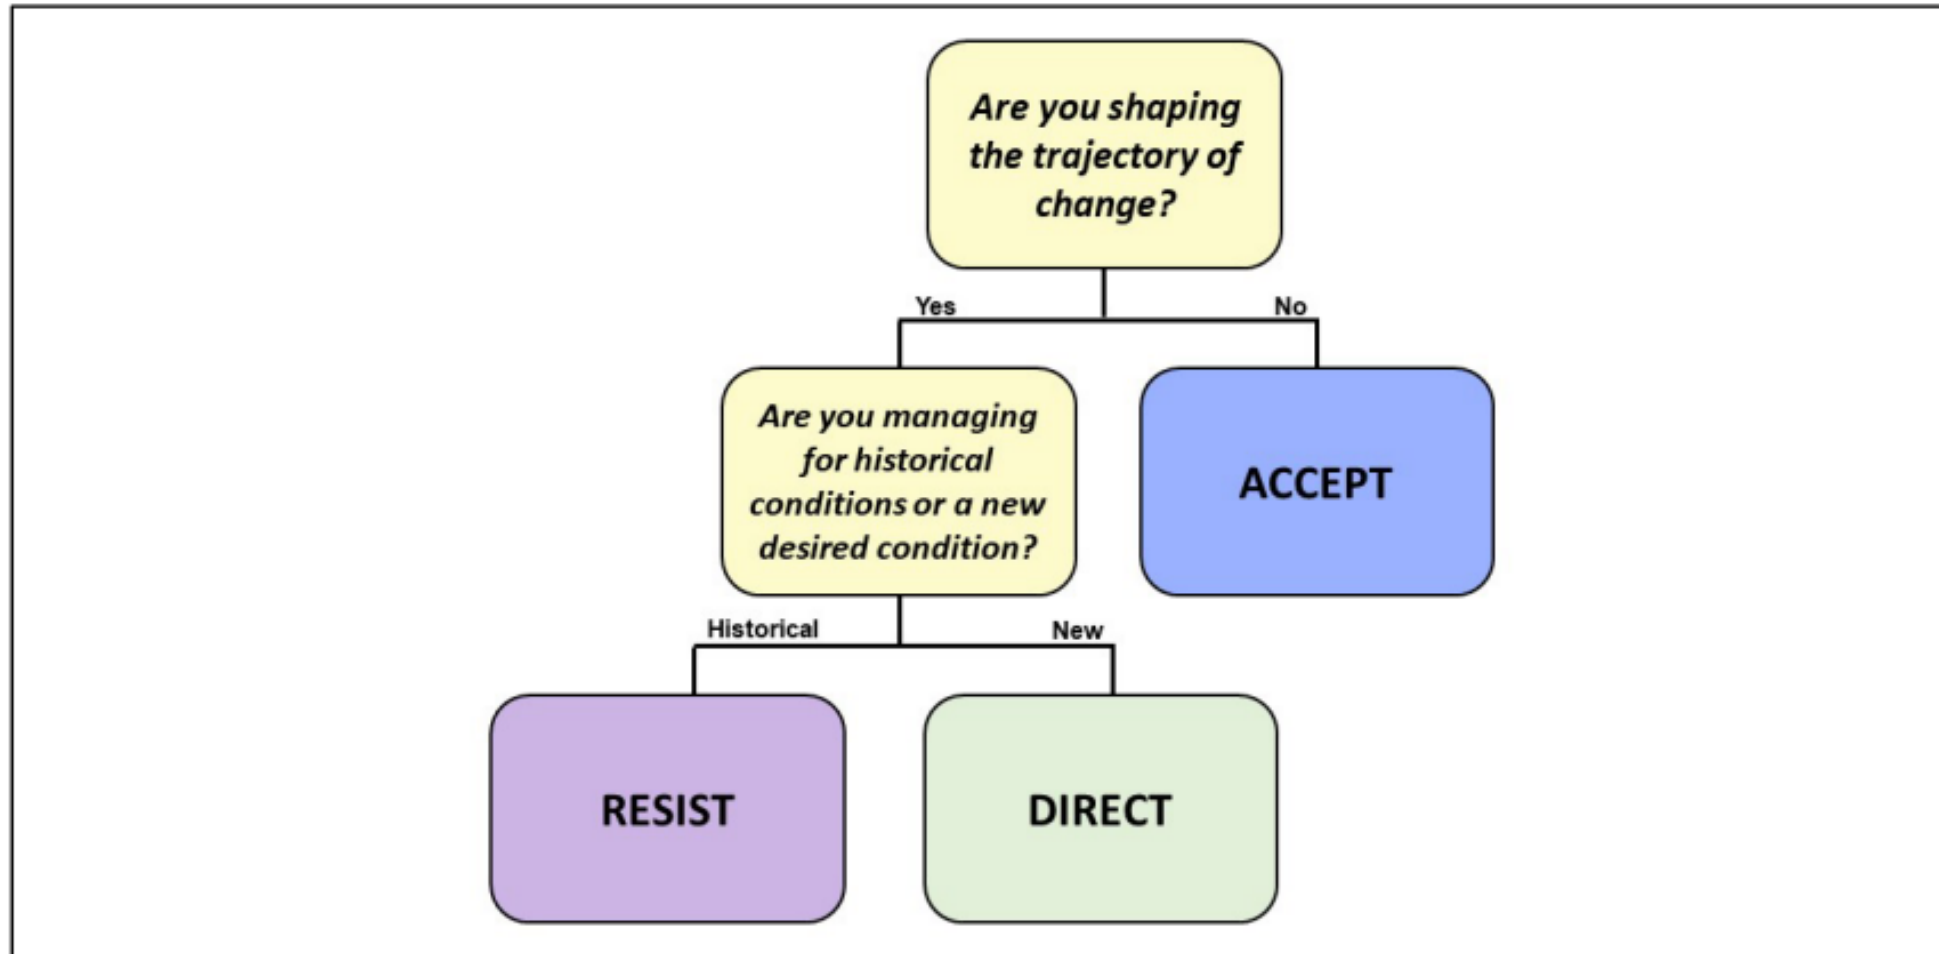 Are you shaping
the trajectory of
change?
Yes
No
Are you managing
for historical
conditions or a new
desired condition?
ACCEPT
Historical
New
RESIST
DIRECT